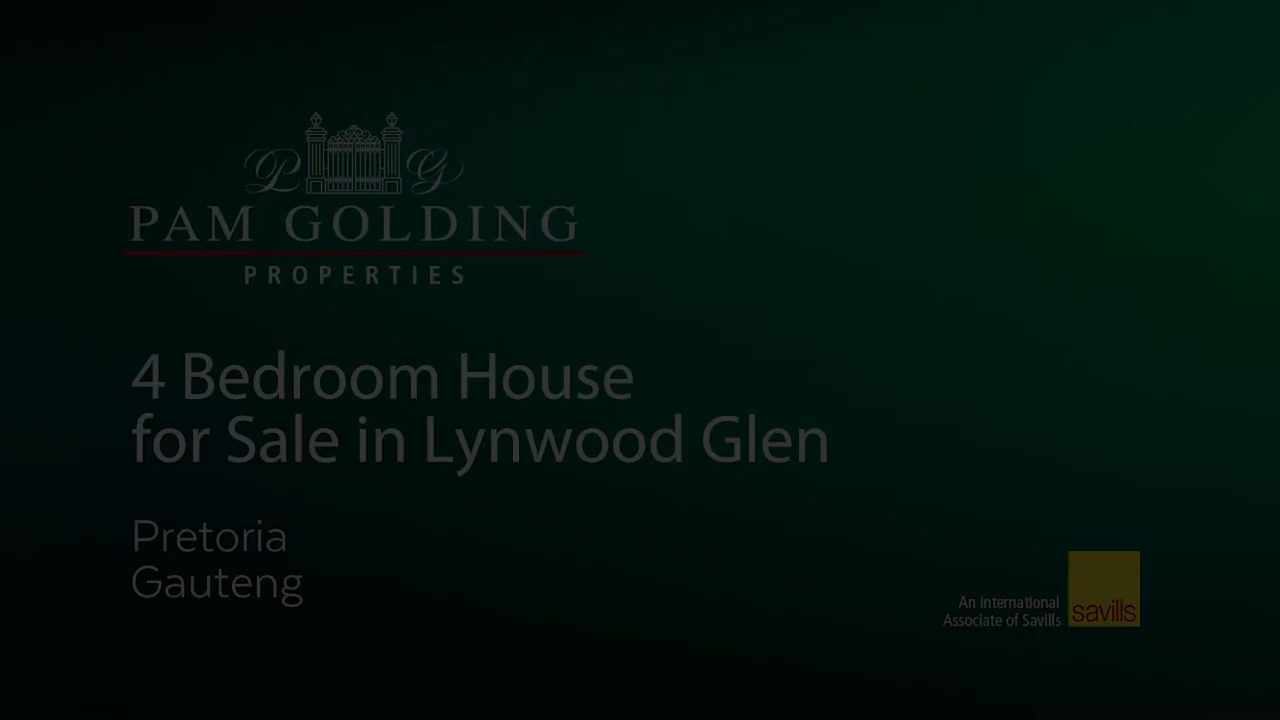 P G
PAM GOLDING
PROPERTIES
4 Bedroom House
for Sale in Lynwood Glen
Pretoria
Gauteng
An International
Associate of Savills
savills